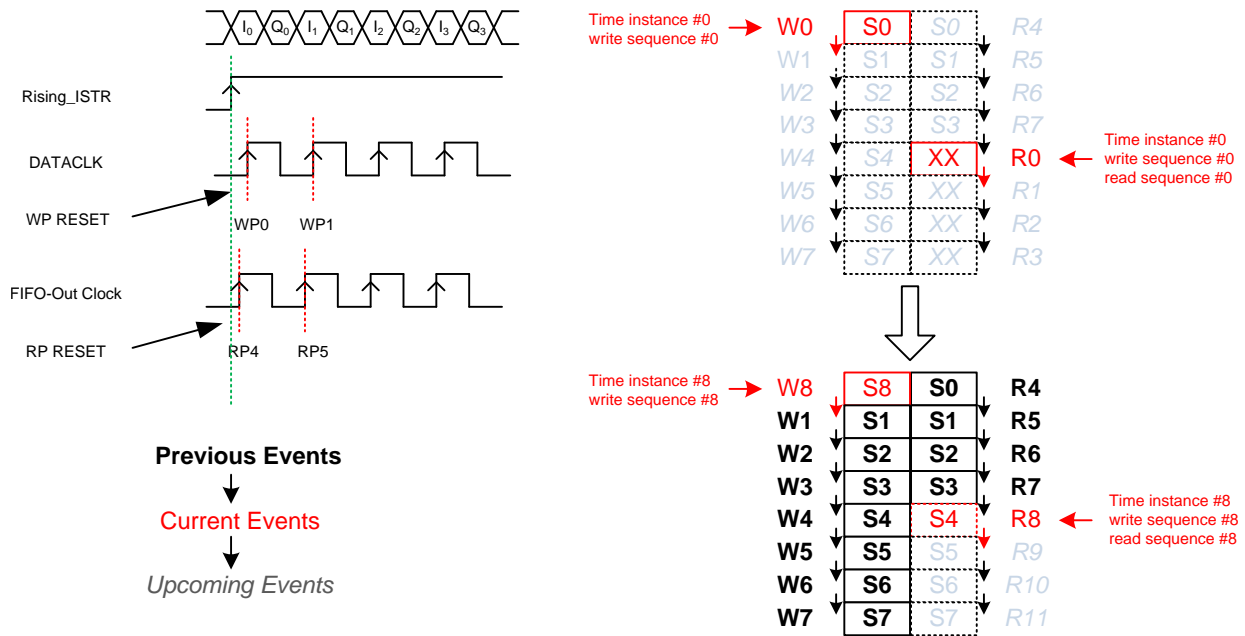 I0 Q0 I1 Q1 I2 Q2 I3 Q3
Rising_ISTR
DATACLK
WP RESET
WP0 WP1
FIFO-Out Clock
RP RESET
RP4 RP5
Previous Events
Current Events
Upcoming Events
Time instance #0
write sequence #0
W0 S0 S0 R4
W1 S1 S1 R5
W2 S2 S2 R6
W3 S3 S3 R7
W4 S4 XX R0
W5 S5 XX R1
W6 S6 XX R2
W7 S7 XX R3
Time instance #0
write sequence #0
read sequence #0
Time instance #8
write sequence #8
W8 S8 S0 R4
W1 S1 S1 R5
W2 S2 S2 R6
W3 S3 S3 R7
W4 S4 S4 R8
W5 S5 S5 R9
W6 S6 S6 R10
W7 S7 S7 R11
Time instance #8
write sequence #8
read sequence #8